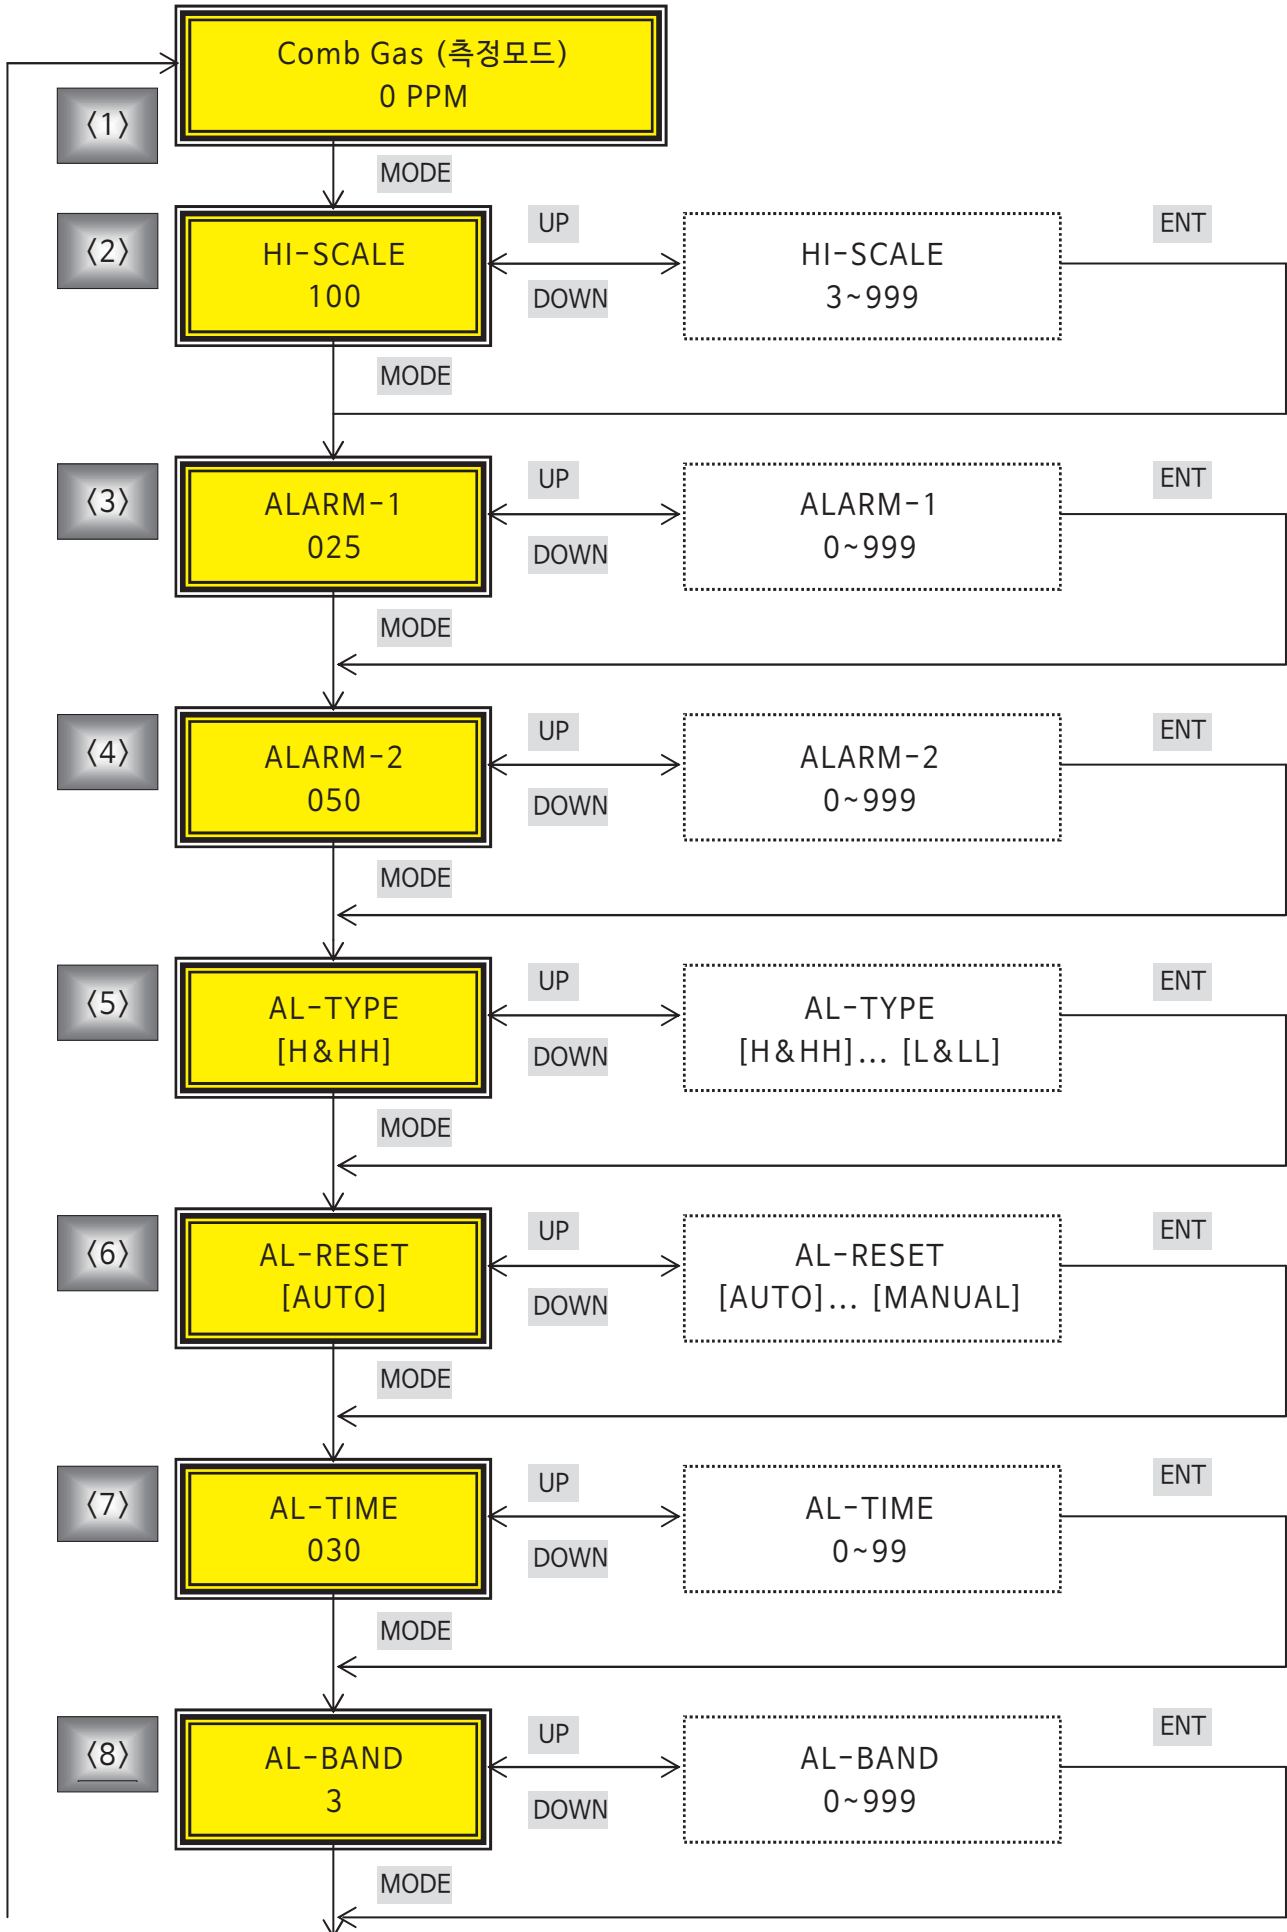 Comb Gas (측정모드)
0 PPM
〈1〉
MODE
〈2〉
HI-SCALE
100
UP
DOWN
HI-SCALE
3~999
ENT
MODE
〈3〉
ALARM-1
025
UP
DOWN
ALARM-1
0~999
ENT
MODE
〈4〉
ALARM-2
050
UP
DOWN
ALARM-2
0~999
ENT
MODE
〈5〉
AL-TYPE
[H&HH]
UP
DOWN
AL-TYPE
[H&HH]... [L&LL]
ENT
MODE
〈6〉
AL-RESET
[AUTO]
UP
DOWN
AL-RESET
[AUTO]... [MANUAL]
ENT
MODE
〈7〉
AL-TIME
030
UP
DOWN
AL-TIME
0~99
ENT
MODE
〈8〉
AL-BAND
3
UP
DOWN
AL-BAND
0~999
ENT
MODE